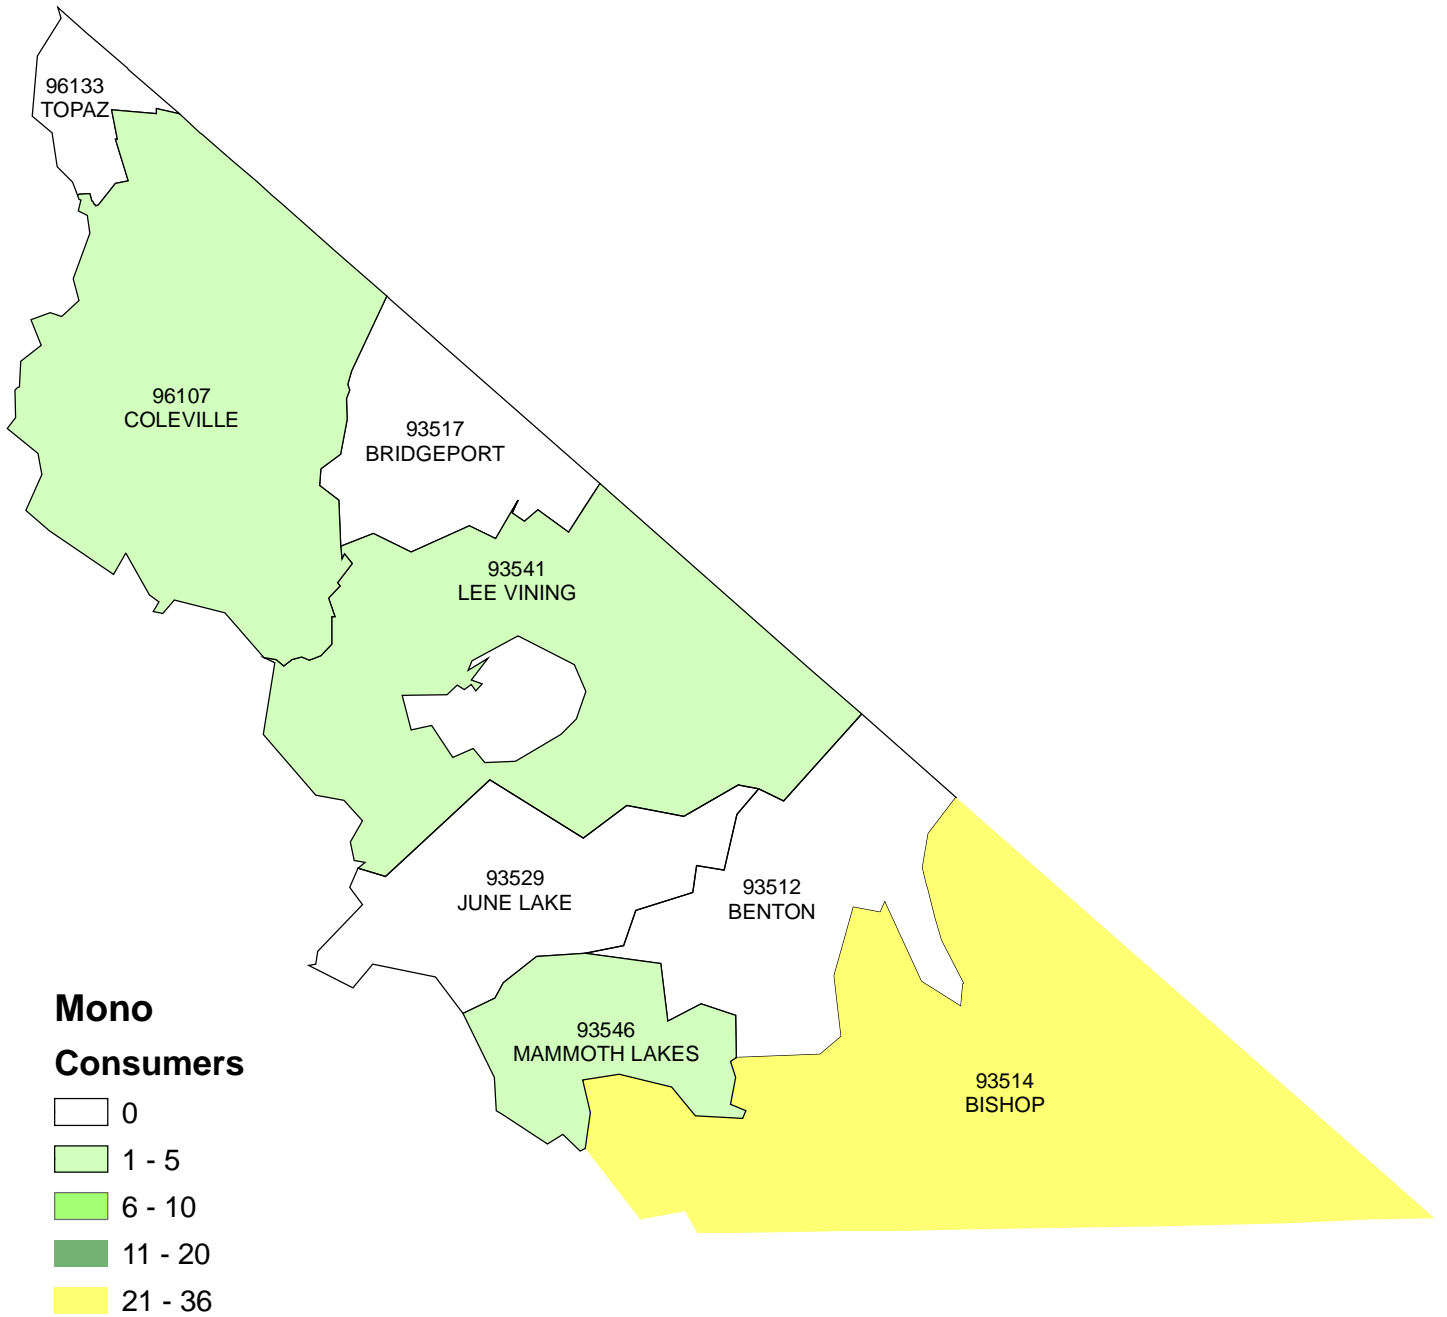 96133
TOPAZ
96107
COLEVILLE
93517
BRIDGEPORT
93541
LEE VINING
93529
JUNE LAKE
93512
BENTON
93546
MAMMOTH LAKES
93514
BISHOP
Mono
Consumers
0
1 - 5
6 - 10
11 - 20
21 - 36